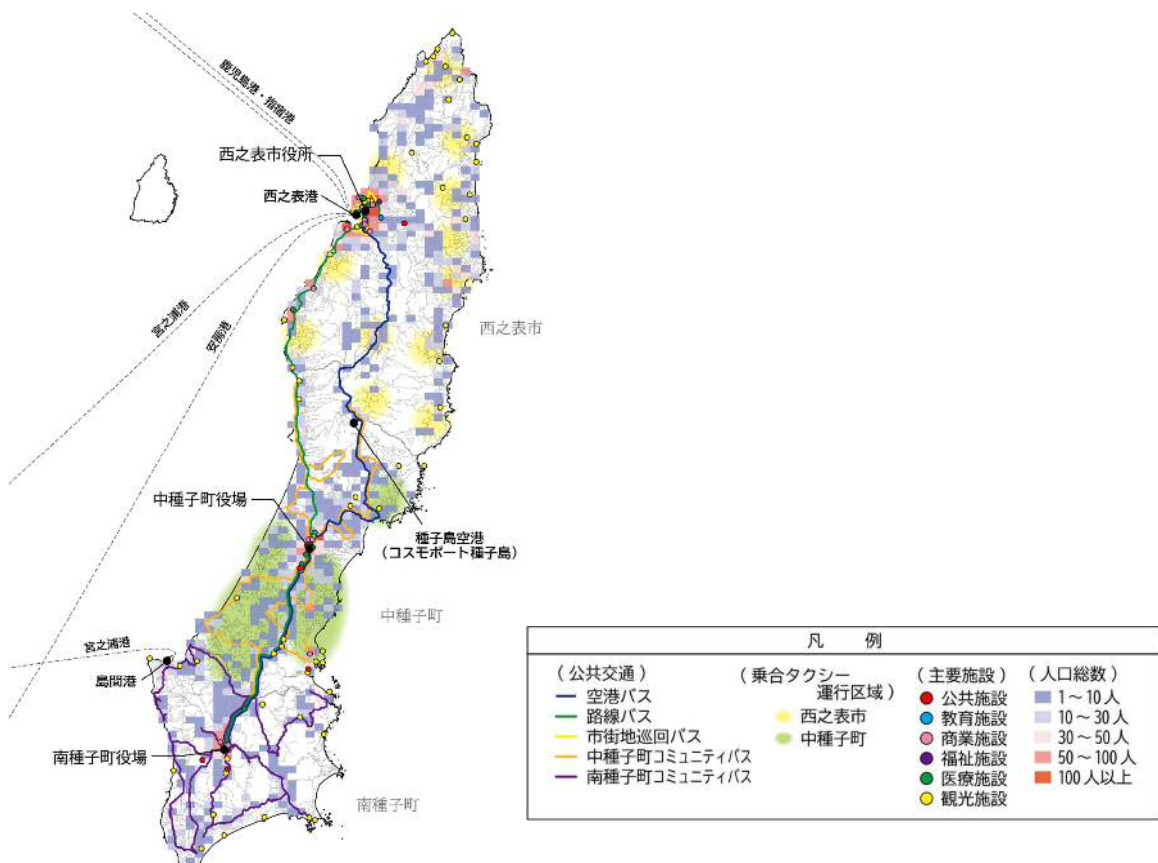 鹿児島港・指宿港
西之表市役所
西之表港
宮之浦港
安房港
西之表市
中種子町役場
種子島空港
（コスモポート種子島）
中種子町
宮之浦港
島間港
南種子町役場
南種子町
凡　例
（公共交通）
空港バス
路線バス
市街地巡回バス
中種子町コミュニティバス
南種子町コミュニティバス
（乗合タクシー
運行区域）
西之表市
中種子町
（主要施設）
公共施設
教育施設
商業施設
福祉施設
医療施設
観光施設
（人口総数）
1～10人
10～30人
30～50人
50～100人
100人以上